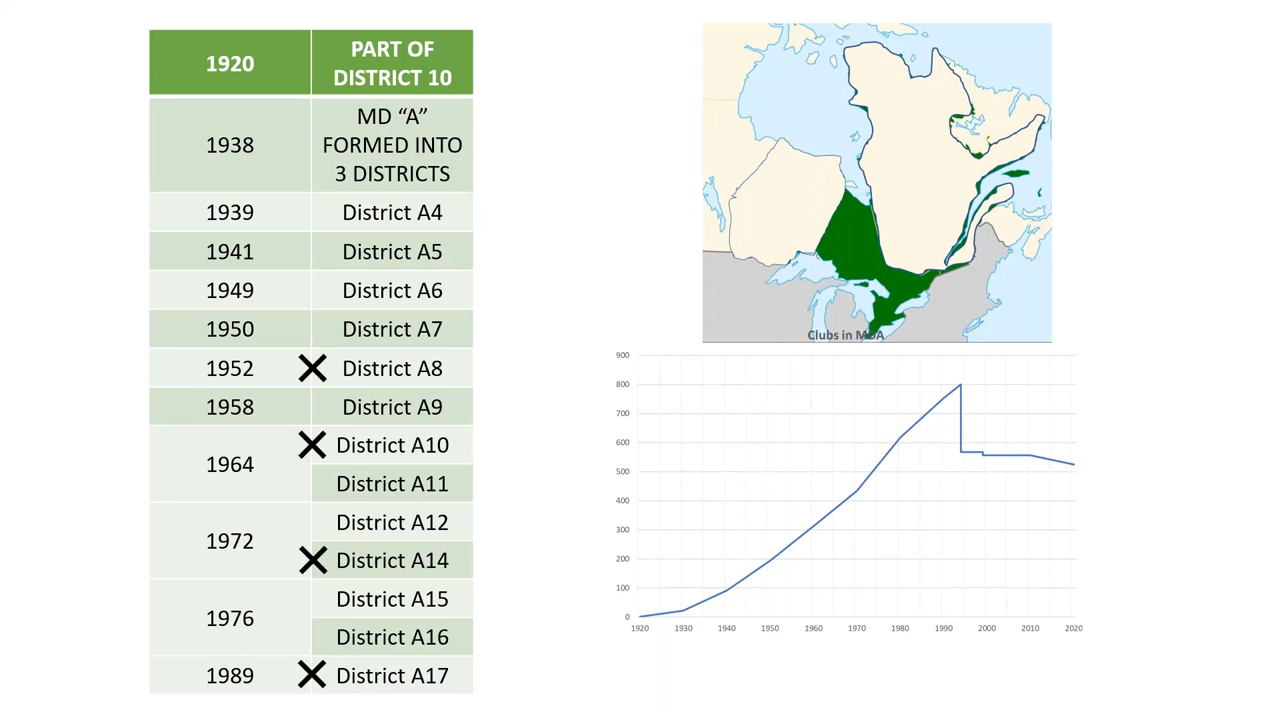 1920
PART OF
DISTRICT 10
1938
MD “A”
FORMED INTO
3 DISTRICTS
1939
District A4
1941
District A5
1949
District A6
1950
District A7
1952
District A8
1958
District A9
1964
District A10
District A11
1972
District A12
District A14
1976
District A15
District A16
1989
District A17
Clubs in MDA
900
800
700
600
500
400
300
200
100
0
1920 1930 1940 1950 1960 1970 1980 1990 2000 2010 2020